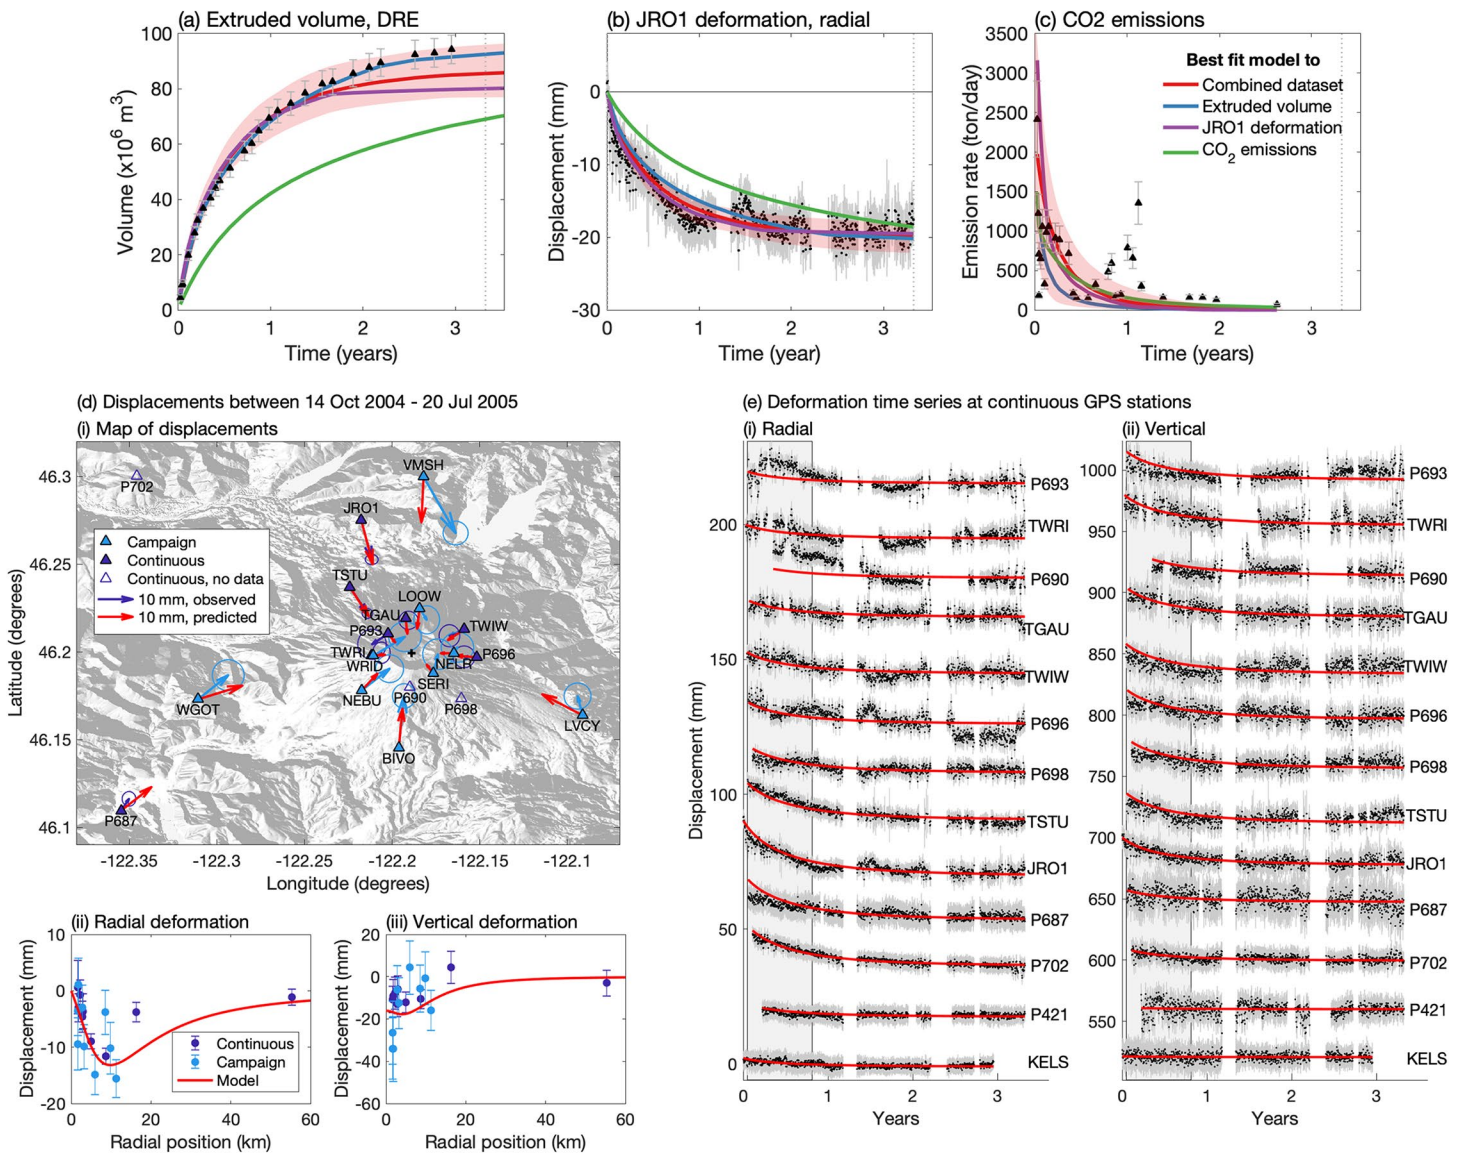 (a) Extruded volume, DRE
Volume (x10⁶ m³)
100
80
60
40
20
0
0 1 2 3
Time (years)
(b) JRO1 deformation, radial
Displacement (mm)
0
-10
-20
-30
0 1 2 3
Time (year)
(c) CO2 emissions
Emission rate (ton/day)
3500
3000
2500
2000
1500
1000
500
0
0 1 2 3
Time (years)
Best fit model to
Combined dataset
Extruded volume
JRO1 deformation
CO₂ emissions
(d) Displacements between 14 Oct 2004 - 20 Jul 2005
(i) Map of displacements
Latitude (degrees)
46.3
46.25
46.2
46.15
46.1
-122.35 -122.3 -122.25 -122.2 -122.15 -122.1
Longitude (degrees)
Campaign
Continuous
Continuous, no data
10 mm, observed
10 mm, predicted
P702
VMSH
JRO1
TSTU
LOOW
TGAU
P693
TWIW
TWRI
WRID
NELR
P696
SERI
NEBU
P690
P698
WGOT
LVCY
BIVO
P687
(ii) Radial deformation
Displacement (mm)
10
0
-10
-20
0 20 40 60
Radial position (km)
Continuous
Campaign
Model
(iii) Vertical deformation
Displacement (mm)
20
0
-20
-40
-60
0 20 40 60
Radial position (km)
(e) Deformation time series at continuous GPS stations
(i) Radial
Displacement (mm)
200
150
100
50
0
P693
TWRI
P690
TGAU
TWIW
P696
P698
TSTU
JRO1
P687
P702
P421
KELS
0 1 2 3
Years
(ii) Vertical
1000
950
900
850
800
750
700
650
600
550
P693
TWRI
P690
TGAU
TWIW
P696
P698
TSTU
JRO1
P687
P702
P421
KELS
0 1 2 3
Years